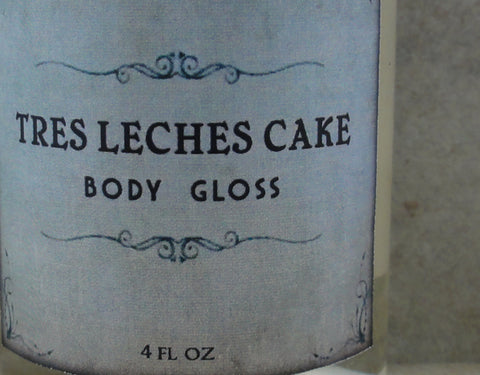 TRES LECHES CAKE
BODY GLOSS
4 FL OZ